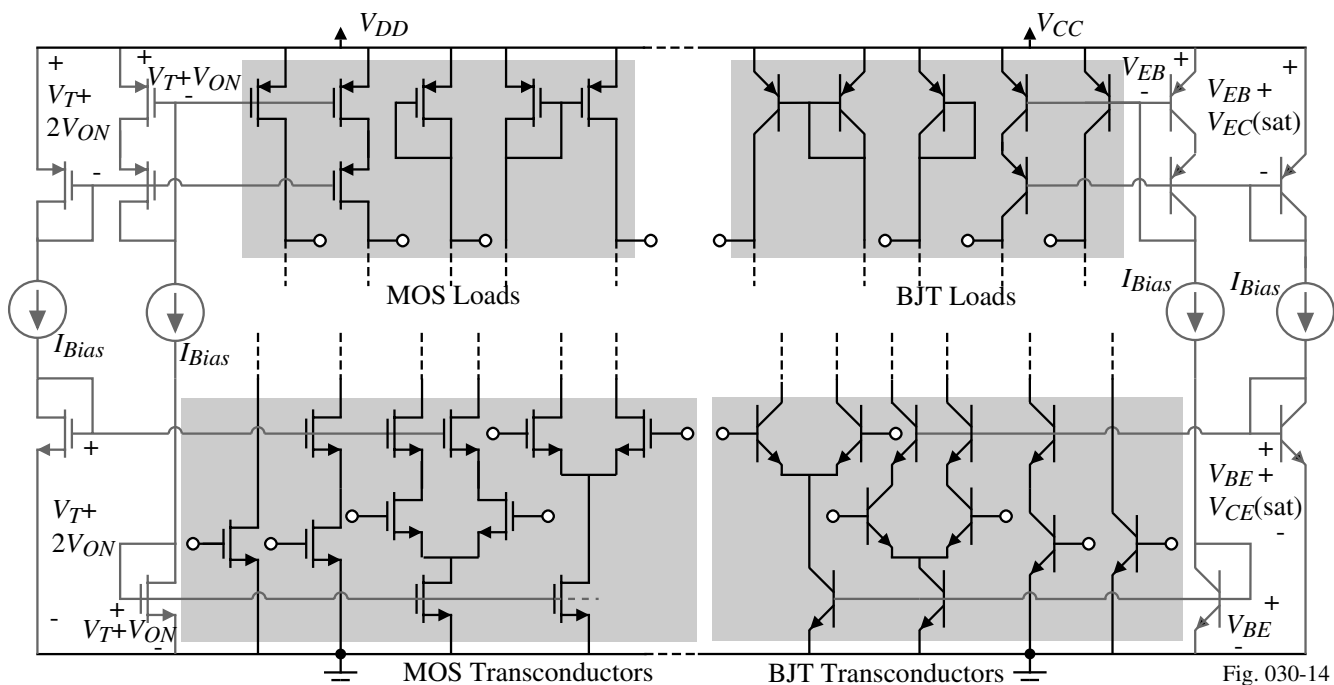 V_DD
V_CC
+
+
V_T+V_ON
-
V_T+
2V_ON
-
V_EB
+
-
+
V_EB +
V_EC(sat)
-
MOS Loads
BJT Loads
I_Bias
I_Bias
I_Bias
I_Bias
+
V_T+
2V_ON
-
+
V_T+V_ON
-
+
V_BE +
V_CE(sat)
-
+
V_BE
-
MOS Transconductors
BJT Transconductors
Fig. 030-14